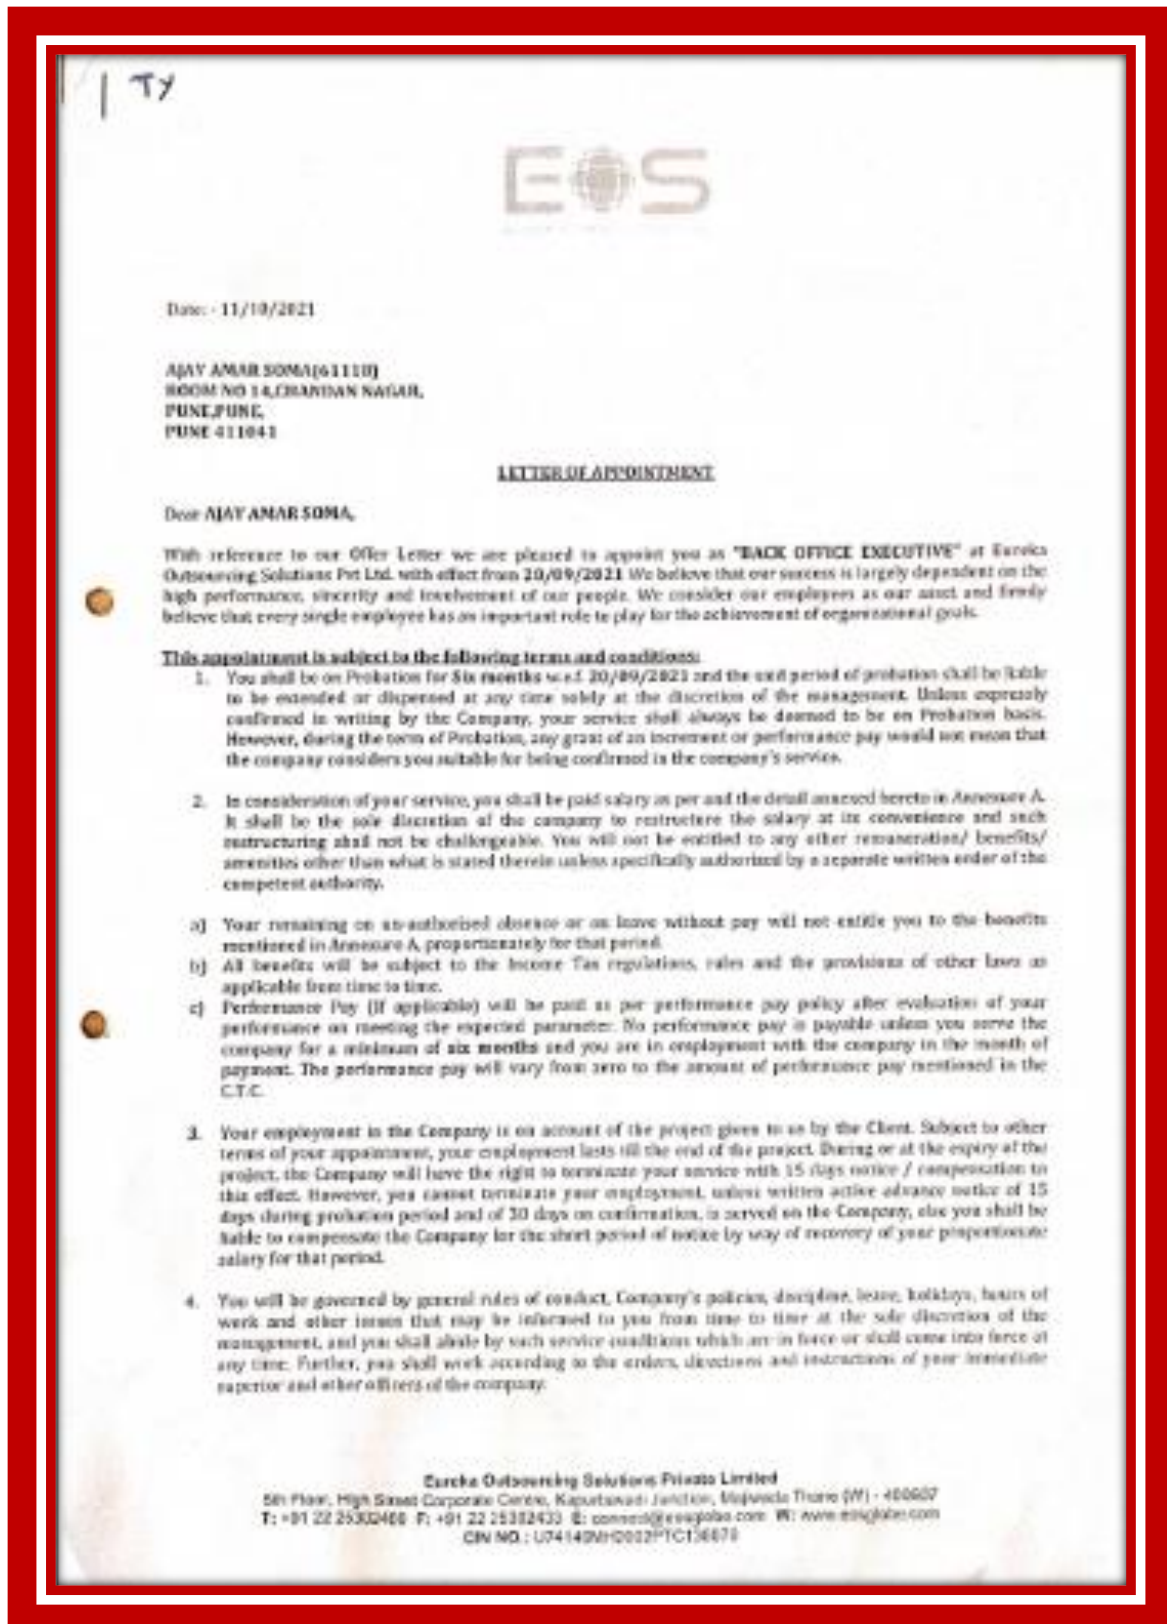 TY
EOS
Date: - 11/10/2021
AJAY AMAR SOMA(61110)
ROOM NO 14,CHANDAN NAGAR,
PUNE,PUNE,
PUNE 411041
LETTER OF APPOINTMENT
Dear AJAY AMAR SOMA,
With reference to our Offer Letter we are pleased to appoint you as "BACK OFFICE EXECUTIVE" at Eureka
Outsourcing Solutions Pvt Ltd. with effect from 20/09/2021 We believe that our success is largely dependent on the
high performance, sincerity and involvement of our people. We consider our employees as our asset and firmly
believe that every single employee has an important role to play for the achievement of organizational goals.
This appointment is subject to the following terms and conditions:
1. You shall be on Probation for Six months w.e.f. 20/09/2021 and the said period of probation shall be liable
to be extended or dispensed at any time solely at the discretion of the management. Unless expressly
confirmed in writing by the Company, your service shall always be deemed to be on Probation basis.
However, during the term of Probation, any grant of an increment or performance pay would not mean that
the company considers you suitable for being confirmed in the company's service.
2. In consideration of your service, you shall be paid salary as per and the detail annexed hereto in Annexure A.
It shall be the sole discretion of the company to restructure the salary at its convenience and such
restructuring shall not be challengeable. You will not be entitled to any other remuneration/ benefits/
amenities other than what is stated therein unless specifically authorized by a separate written order of the
competent authority.
a) Your remaining on un-authorised absence or on leave without pay will not entitle you to the benefits
mentioned in Annexure A, proportionately for that period.
b) All benefits will be subject to the Income Tax regulations, rules and the provisions of other laws as
applicable from time to time.
c) Performance Pay (if applicable) will be paid as per performance pay policy after evaluation of your
performance on meeting the expected parameter. No performance pay is payable unless you serve the
company for a minimum of six months and you are in employment with the company in the month of
payment. The performance pay will vary from zero to the amount of performance pay mentioned in the
C.T.C.
3. Your employment in the Company is on account of the project given to us by the Client. Subject to other
terms of your appointment, your employment lasts till the end of the project. During or at the expiry of the
project, the Company will have the right to terminate your service with 15 days notice / compensation to
this effect. However, you cannot terminate your employment, unless written active advance notice of 15
days during probation period and of 30 days on confirmation, is served on the Company, else you shall be
liable to compensate the Company for the short period of notice by way of recovery of your proportionate
salary for that period.
4. You will be governed by general rules of conduct, Company's policies, discipline, leave, holidays, hours of
work and other issues that may be informed to you from time to time at the sole discretion of the
management, and you shall abide by such service conditions which are in force or shall come into force at
any time. Further, you shall work according to the orders, directions and instructions of your immediate
superior and other officers of the company.
Eureka Outsourcing Solutions Private Limited
5th Floor, High Street Corporate Centre, Kapurbawadi Junction, Majiwada Thane (W) -
T: +91 22 F: +91 22 25302433 E: connect@eosglobe.com W: www.eosglobe.com
CIN NO. :